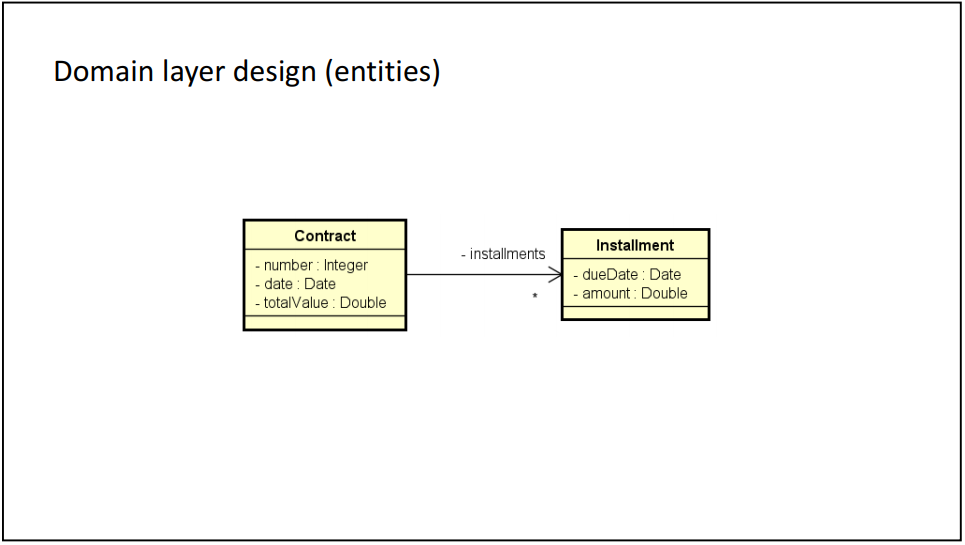 Domain layer design (entities)
Contract
- number : Integer
- date : Date
- totalValue : Double
- installments
*
Installment
- dueDate : Date
- amount : Double